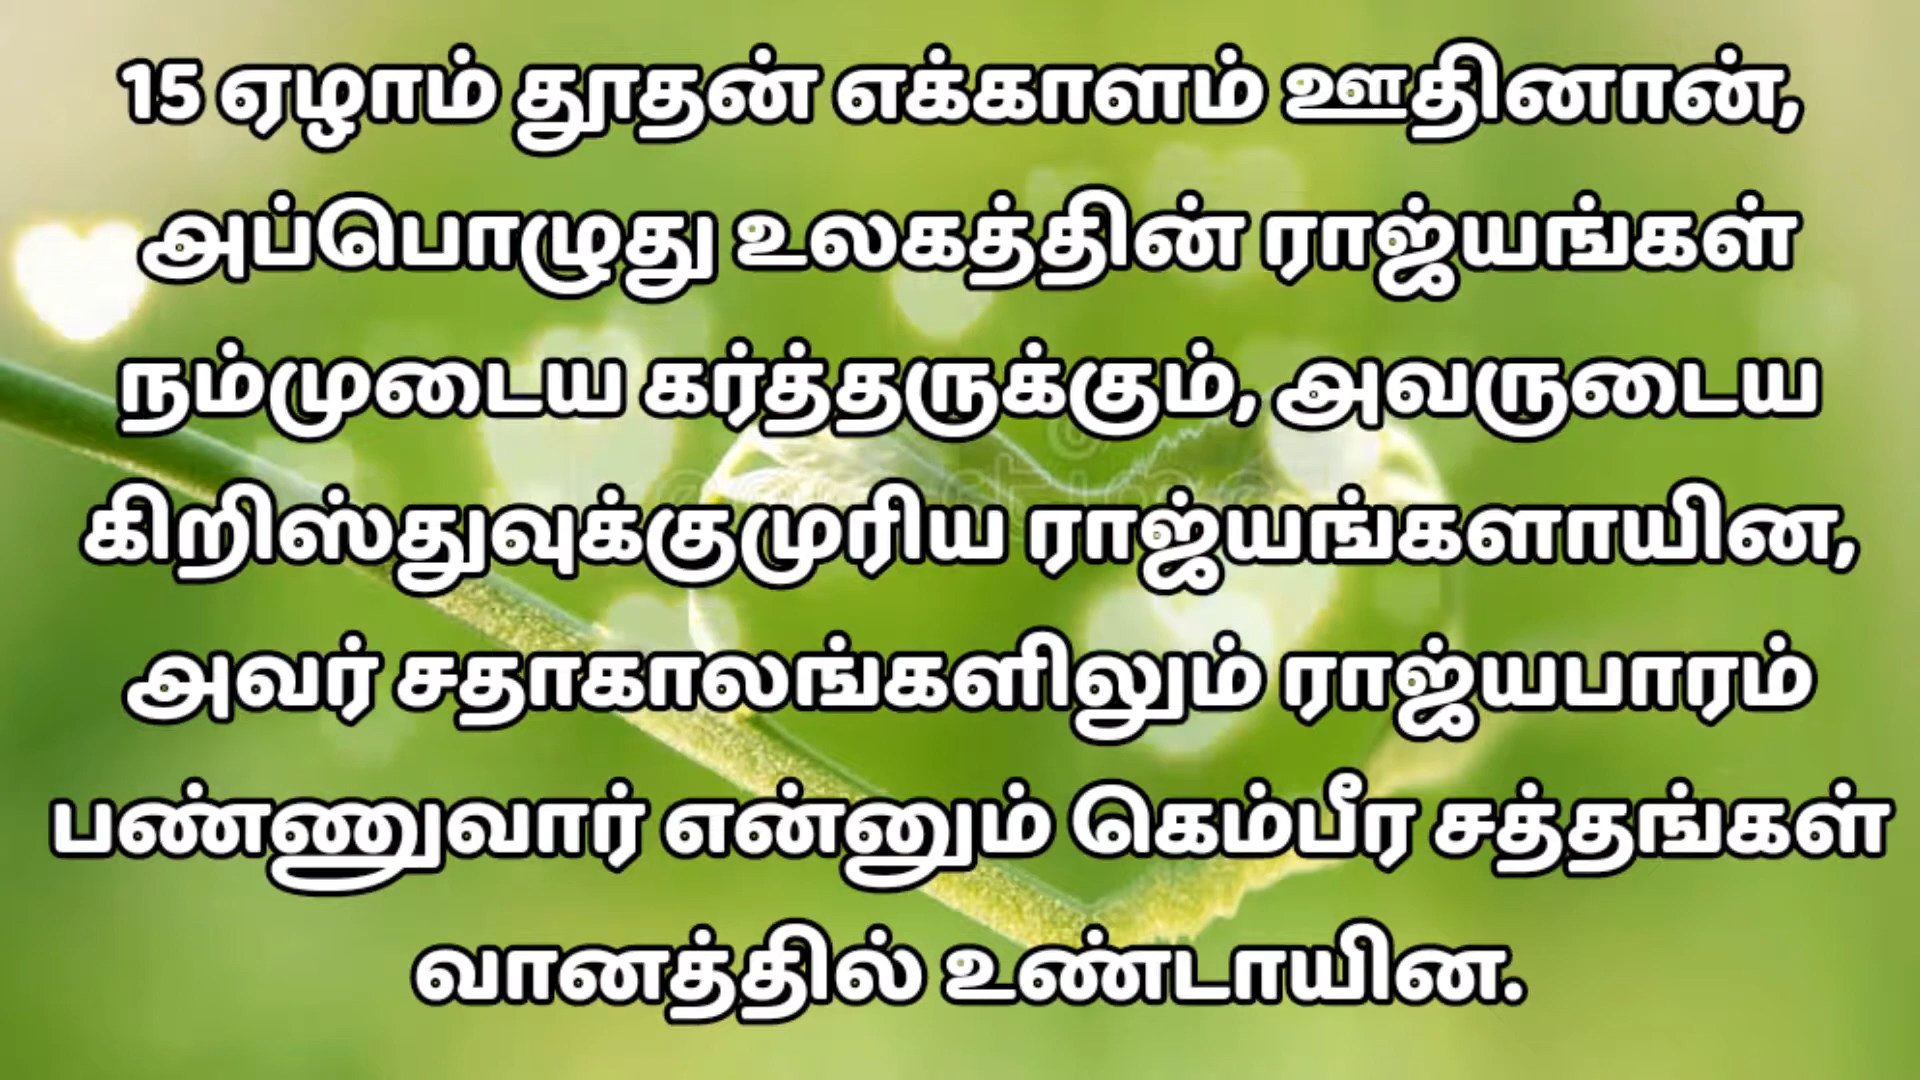 15 ஏழாம் தூதன் எக்காளம் ஊதினான்,
அப்பொழுது உலகத்தின் ராஜ்யங்கள்
நம்முடைய கர்த்தருக்கும், அவருடைய
கிறிஸ்துவுக்குமுரிய ராஜ்யங்களாயின,
அவர் சதாகாலங்களிலும் ராஜ்யபாரம்
பண்ணுவார் என்னும் கெம்பீர சத்தங்கள்
வானத்தில் உண்டாயின.